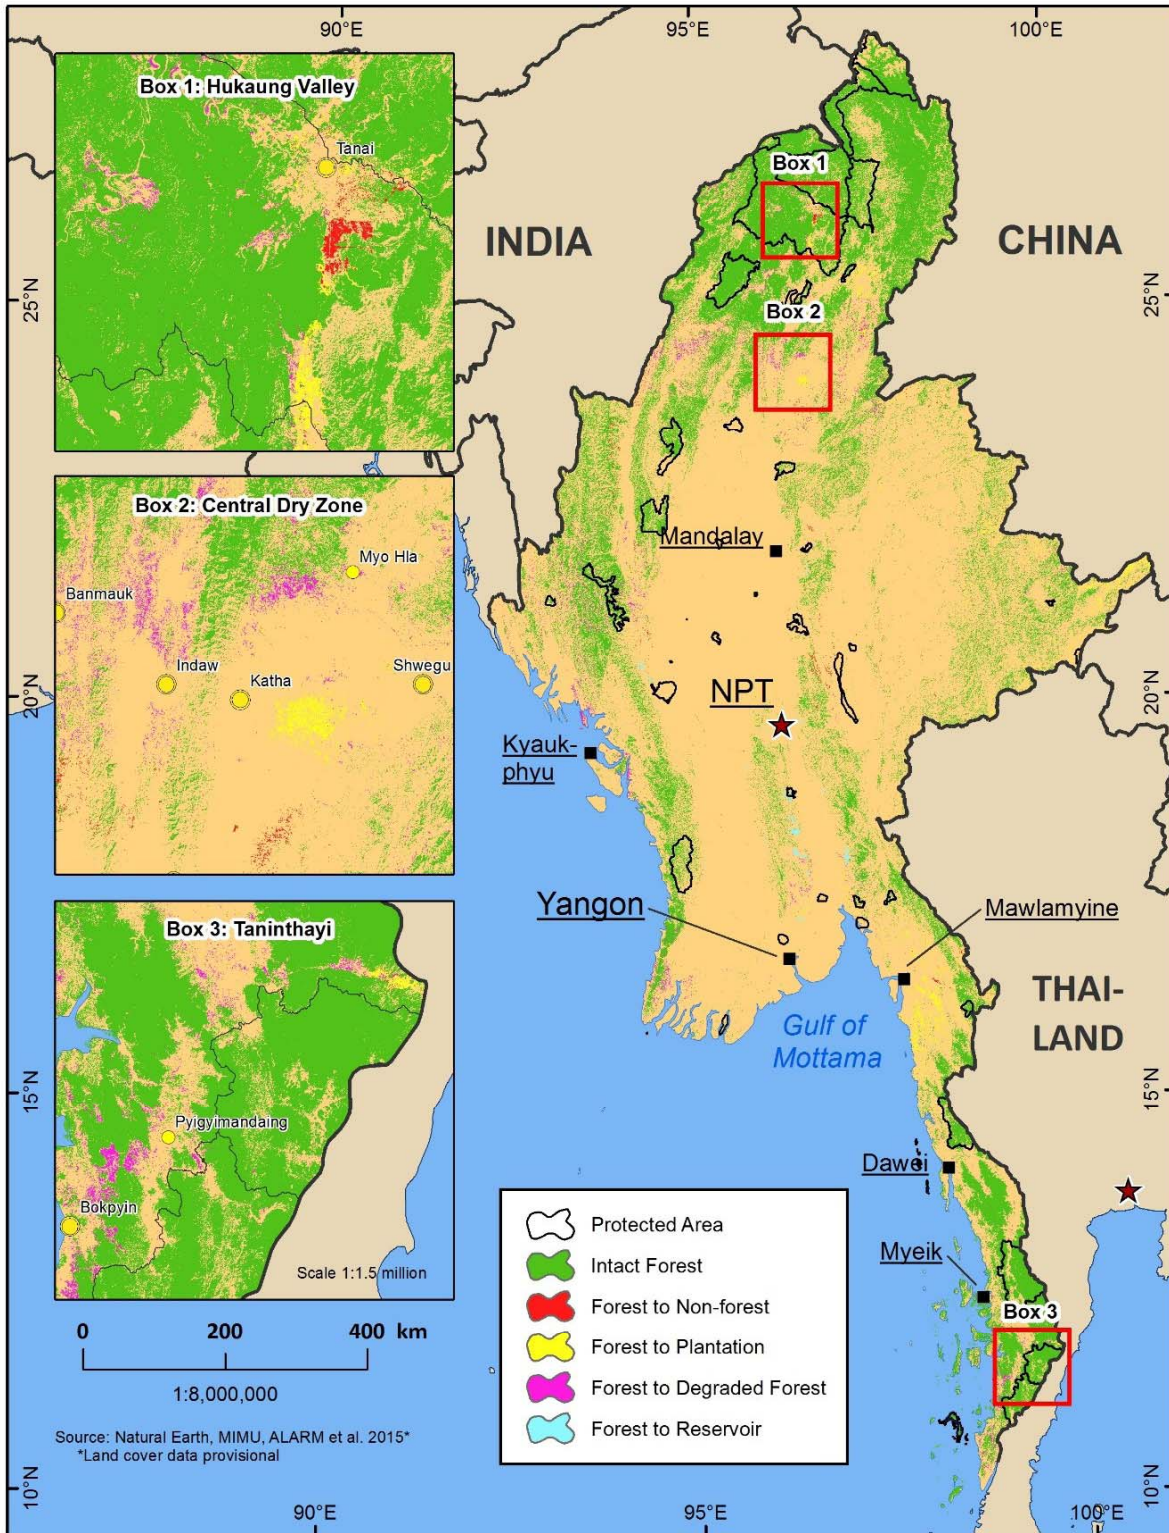 90°E
95°E
100°E
Box 1: Hukaung Valley
Tanai
25°N
Box 2: Central Dry Zone
Myo Hla
Banmauk
Indaw
Katha
Shwegu
20°N
Box 3: Taninthayi
15°N
Pyigyimandaing
Bokpyin
Scale 1:1.5 million
0 200 400 km
1:8,000,000
Source: Natural Earth, MIMU, ALARM et al. 2015*
*Land cover data provisional
10°N
90°E
95°E
100°E
Box 1
INDIA
CHINA
25°N
Box 2
Mandalay
NPT
20°N
Kyauk-
phyu
Yangon
Mawlamyine
Gulf of
Mottama
THAI-
LAND
15°N
Dawei
Myeik
Box 3
10°N
Protected Area
Intact Forest
Forest to Non-forest
Forest to Plantation
Forest to Degraded Forest
Forest to Reservoir